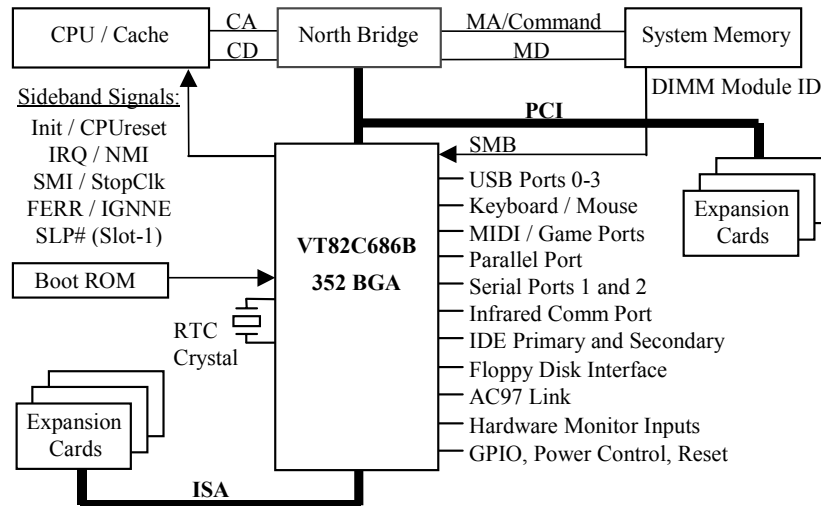 CPU / Cache
CA
CD
North Bridge
MA/Command
MD
System Memory
DIMM Module ID
Sideband Signals:
Init / CPUreset
IRQ / NMI
SMI / StopClk
FERR / IGNNE
SLP# (Slot-1)
PCI
SMB
USB Ports 0-3
Keyboard / Mouse
MIDI / Game Ports
Parallel Port
Serial Ports 1 and 2
Infrared Comm Port
IDE Primary and Secondary
Floppy Disk Interface
AC97 Link
Hardware Monitor Inputs
GPIO, Power Control, Reset
Expansion
Cards
VT82C686B
352 BGA
Boot ROM
RTC
Crystal
Expansion
Cards
ISA